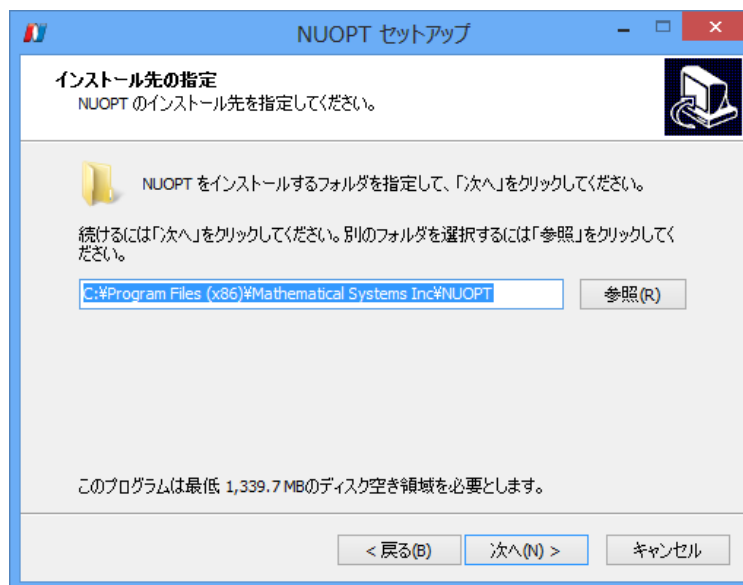 NUOPT セットアップ
インストール先の指定
NUOPT のインストール先を指定してください。
NUOPT をインストールするフォルダを指定して、「次へ」をクリックしてください。
続けるには「次へ」をクリックしてください。別のフォルダを選択するには「参照」をクリックしてく
ださい。
C:¥Program Files (x86)¥Mathematical Systems Inc¥NUOPT
参照(R)
このプログラムは最低 1,339.7 MBのディスク空き領域を必要とします。
< 戻る(B)
次へ(N) >
キャンセル